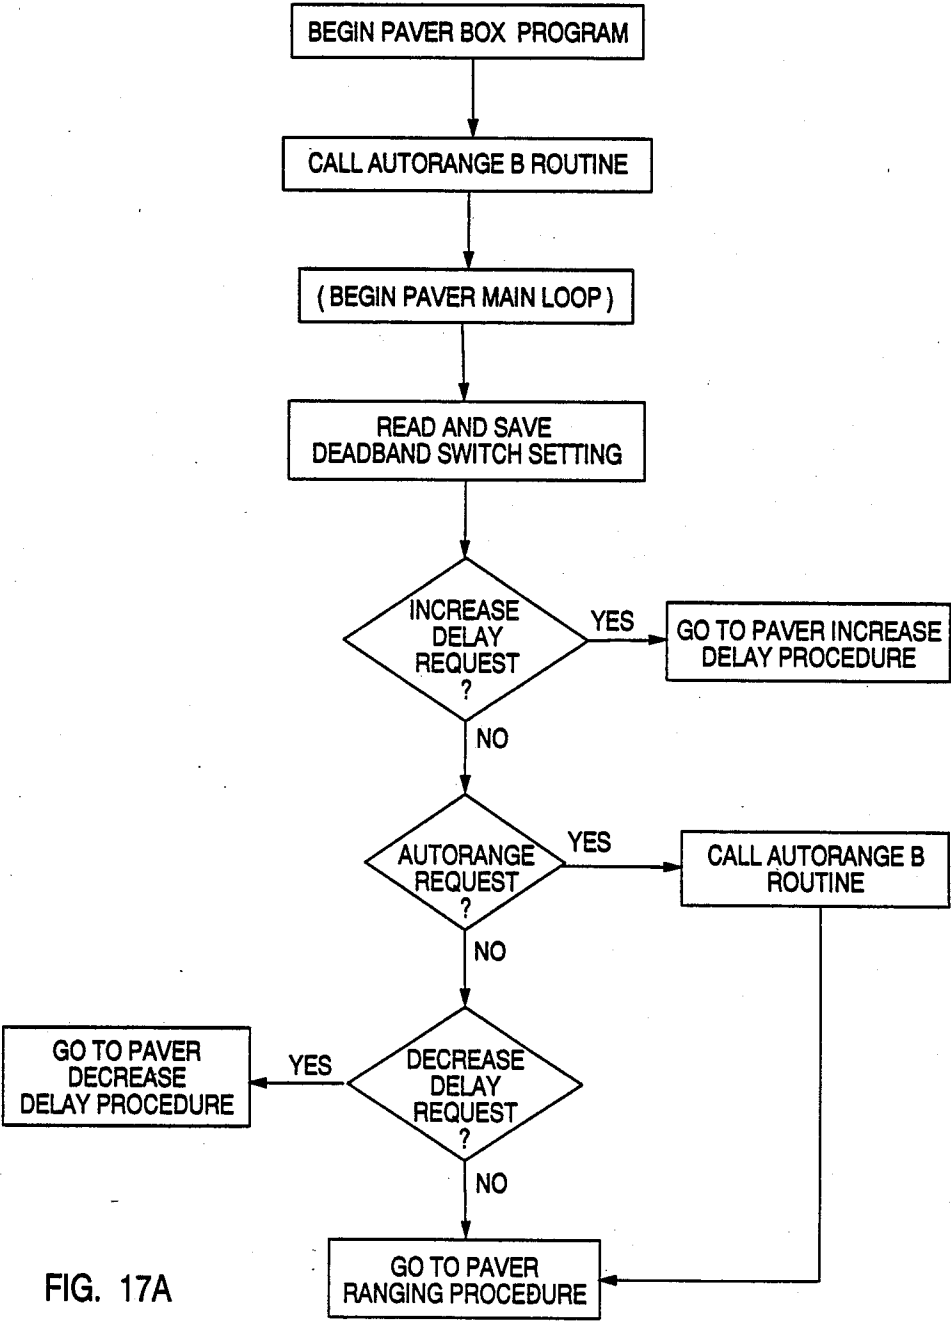 BEGIN PAVER BOX PROGRAM
CALL AUTORANGE B ROUTINE
( BEGIN PAVER MAIN LOOP )
READ AND SAVE
DEADBAND SWITCH SETTING
INCREASE
DELAY
REQUEST
?
YES
GO TO PAVER INCREASE
DELAY PROCEDURE
NO
AUTORANGE
REQUEST
?
YES
CALL AUTORANGE B
ROUTINE
NO
DECREASE
DELAY
REQUEST
?
YES
GO TO PAVER
DECREASE
DELAY PROCEDURE
NO
GO TO PAVER
RANGING PROCEDURE
FIG. 17A